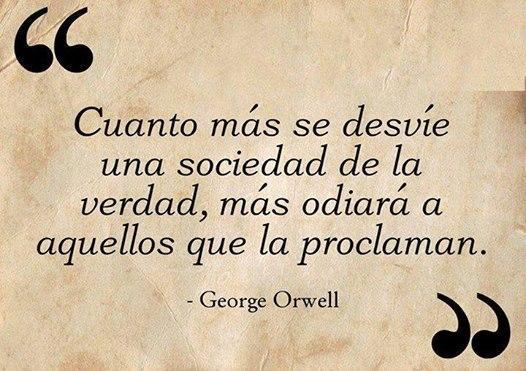 Cuanto más se desvíe
una sociedad de la
verdad, más odiará a
aquellos que la proclaman.
- George Orwell